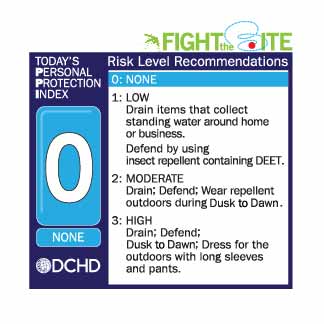 FIGHT the BITE
TODAY'S
PERSONAL
PROTECTION
INDEX
0
NONE
DCHD
Risk Level Recommendations
0: NONE
1: LOW
Drain items that collect
standing water around home
or business.
Defend by using
insect repellent containing DEET.
2: MODERATE
Drain; Defend; Wear repellent
outdoors during Dusk to Dawn.
3: HIGH
Drain; Defend;
Dusk to Dawn; Dress for the
outdoors with long sleeves
and pants.